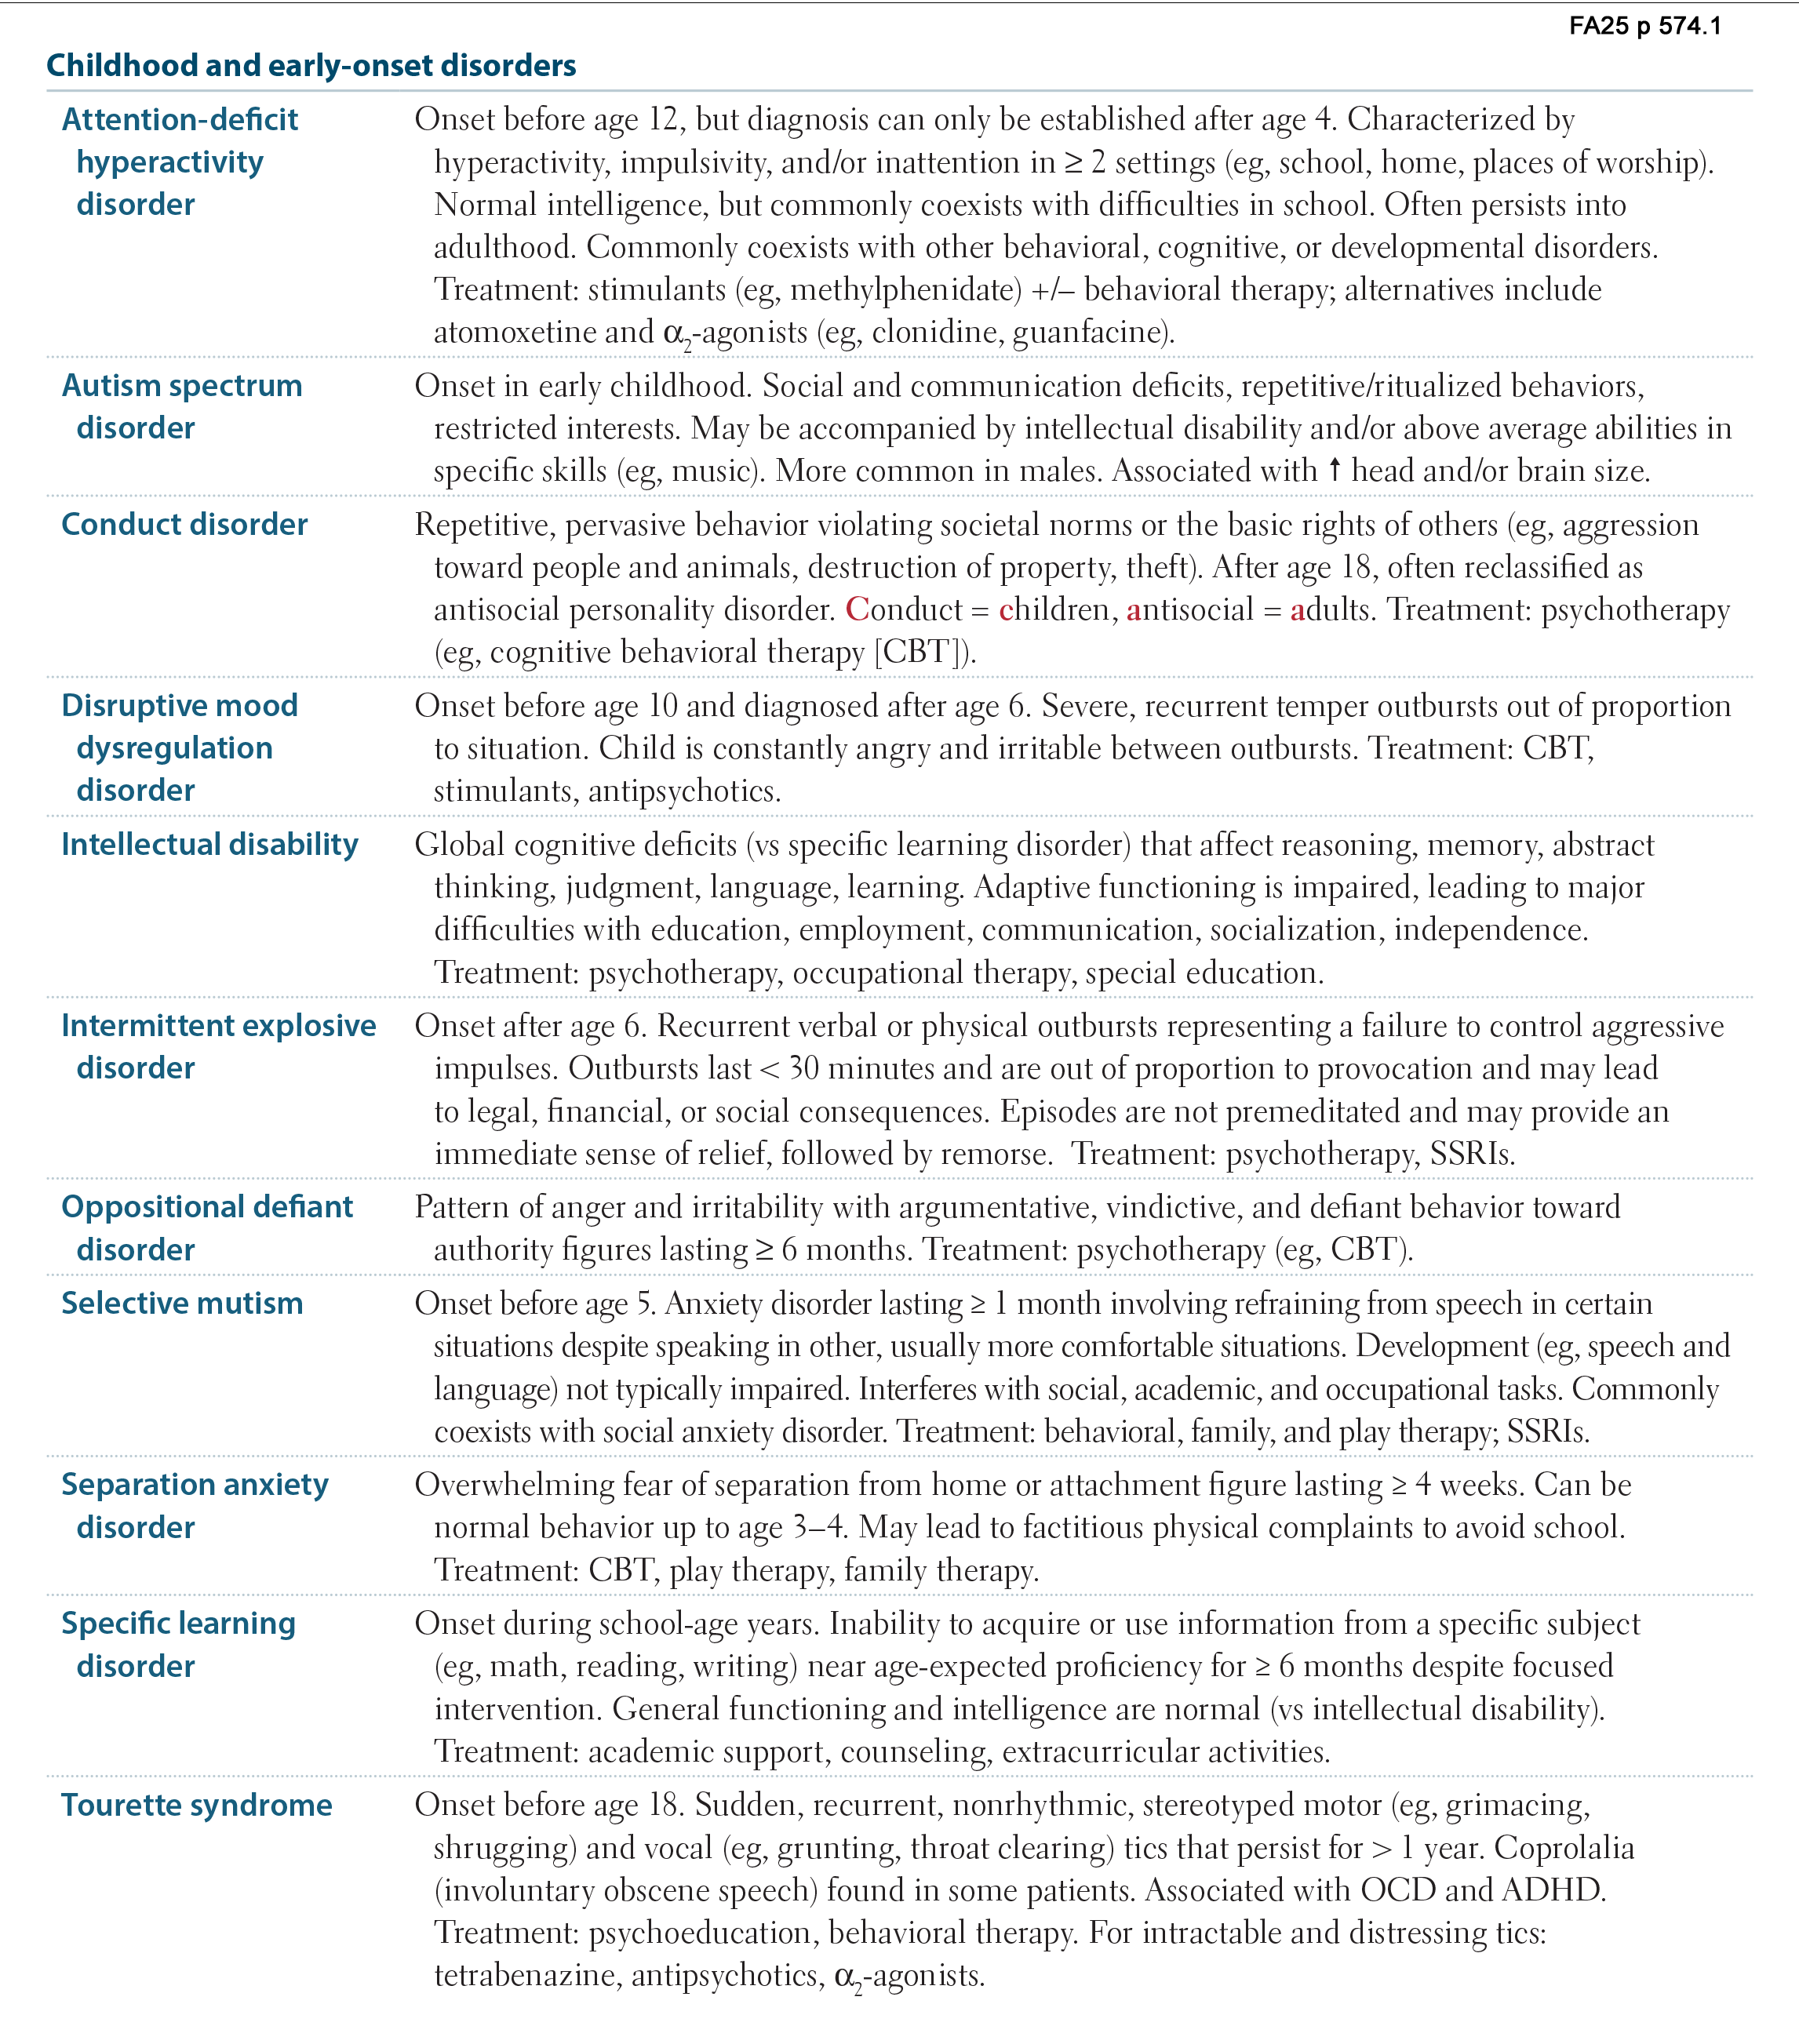 FA25 p 574.1
Childhood and early-onset disorders
Attention-deficit
hyperactivity
disorder
Onset before age 12, but diagnosis can only be established after age 4. Characterized by
hyperactivity, impulsivity, and/or inattention in ≥ 2 settings (eg, school, home, places of worship).
Normal intelligence, but commonly coexists with difficulties in school. Often persists into
adulthood. Commonly coexists with other behavioral, cognitive, or developmental disorders.
Treatment: stimulants (eg, methylphenidate) +/– behavioral therapy; alternatives include
atomoxetine and α₂-agonists (eg, clonidine, guanfacine).
Autism spectrum
disorder
Onset in early childhood. Social and communication deficits, repetitive/ritualized behaviors,
restricted interests. May be accompanied by intellectual disability and/or above average abilities in
specific skills (eg, music). More common in males. Associated with ↑ head and/or brain size.
Conduct disorder
Repetitive, pervasive behavior violating societal norms or the basic rights of others (eg, aggression
toward people and animals, destruction of property, theft). After age 18, often reclassified as
antisocial personality disorder. Conduct = children, antisocial = adults. Treatment: psychotherapy
(eg, cognitive behavioral therapy [CBT]).
Disruptive mood
dysregulation
disorder
Onset before age 10 and diagnosed after age 6. Severe, recurrent temper outbursts out of proportion
to situation. Child is constantly angry and irritable between outbursts. Treatment: CBT,
stimulants, antipsychotics.
Intellectual disability
Global cognitive deficits (vs specific learning disorder) that affect reasoning, memory, abstract
thinking, judgment, language, learning. Adaptive functioning is impaired, leading to major
difficulties with education, employment, communication, socialization, independence.
Treatment: psychotherapy, occupational therapy, special education.
Intermittent explosive
disorder
Onset after age 6. Recurrent verbal or physical outbursts representing a failure to control aggressive
impulses. Outbursts last < 30 minutes and are out of proportion to provocation and may lead
to legal, financial, or social consequences. Episodes are not premeditated and may provide an
immediate sense of relief, followed by remorse. Treatment: psychotherapy, SSRIs.
Oppositional defiant
disorder
Pattern of anger and irritability with argumentative, vindictive, and defiant behavior toward
authority figures lasting ≥ 6 months. Treatment: psychotherapy (eg, CBT).
Selective mutism
Onset before age 5. Anxiety disorder lasting ≥ 1 month involving refraining from speech in certain
situations despite speaking in other, usually more comfortable situations. Development (eg, speech and
language) not typically impaired. Interferes with social, academic, and occupational tasks. Commonly
coexists with social anxiety disorder. Treatment: behavioral, family, and play therapy; SSRIs.
Separation anxiety
disorder
Overwhelming fear of separation from home or attachment figure lasting ≥ 4 weeks. Can be
normal behavior up to age 3–4. May lead to factitious physical complaints to avoid school.
Treatment: CBT, play therapy, family therapy.
Specific learning
disorder
Onset during school-age years. Inability to acquire or use information from a specific subject
(eg, math, reading, writing) near age-expected proficiency for ≥ 6 months despite focused
intervention. General functioning and intelligence are normal (vs intellectual disability).
Treatment: academic support, counseling, extracurricular activities.
Tourette syndrome
Onset before age 18. Sudden, recurrent, nonrhythmic, stereotyped motor (eg, grimacing,
shrugging) and vocal (eg, grunting, throat clearing) tics that persist for > 1 year. Coprolalia
(involuntary obscene speech) found in some patients. Associated with OCD and ADHD.
Treatment: psychoeducation, behavioral therapy. For intractable and distressing tics:
tetrabenazine, antipsychotics, α₂-agonists.